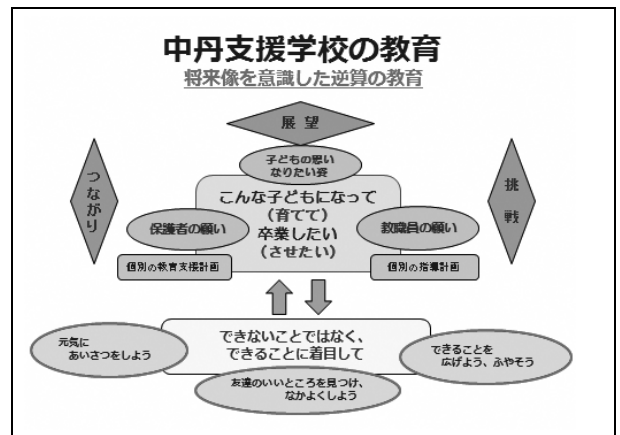 中丹支援学校の教育
将来像を意識した逆算の教育
展望
子どもの思い
なりたい姿
つながり
挑戦
こんな子どもになって
（育てて）
卒業したい
（させたい）
保護者の願い
教職員の願い
個別の教育支援計画
個別の指導計画
できないことではなく、
できることに着目して
元気に
あいさつをしよう
できることを
広げよう、ふやそう
友達のいいところを見つけ、
なかよくしよう